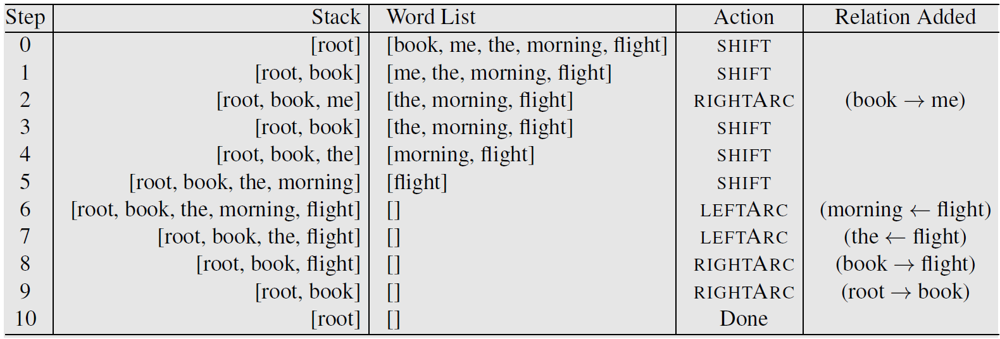 Step Stack Word List Action Relation Added
0 [root] [book, me, the, morning, flight] SHIFT
1 [root, book] [me, the, morning, flight] SHIFT
2 [root, book, me] [the, morning, flight] RIGHTARC (book → me)
3 [root, book] [the, morning, flight] SHIFT
4 [root, book, the] [morning, flight] SHIFT
5 [root, book, the, morning] [flight] SHIFT
6 [root, book, the, morning, flight] [] LEFTARC (morning ← flight)
7 [root, book, the, flight] [] LEFTARC (the ← flight)
8 [root, book, flight] [] RIGHTARC (book → flight)
9 [root, book] [] RIGHTARC (root → book)
10 [root] [] Done